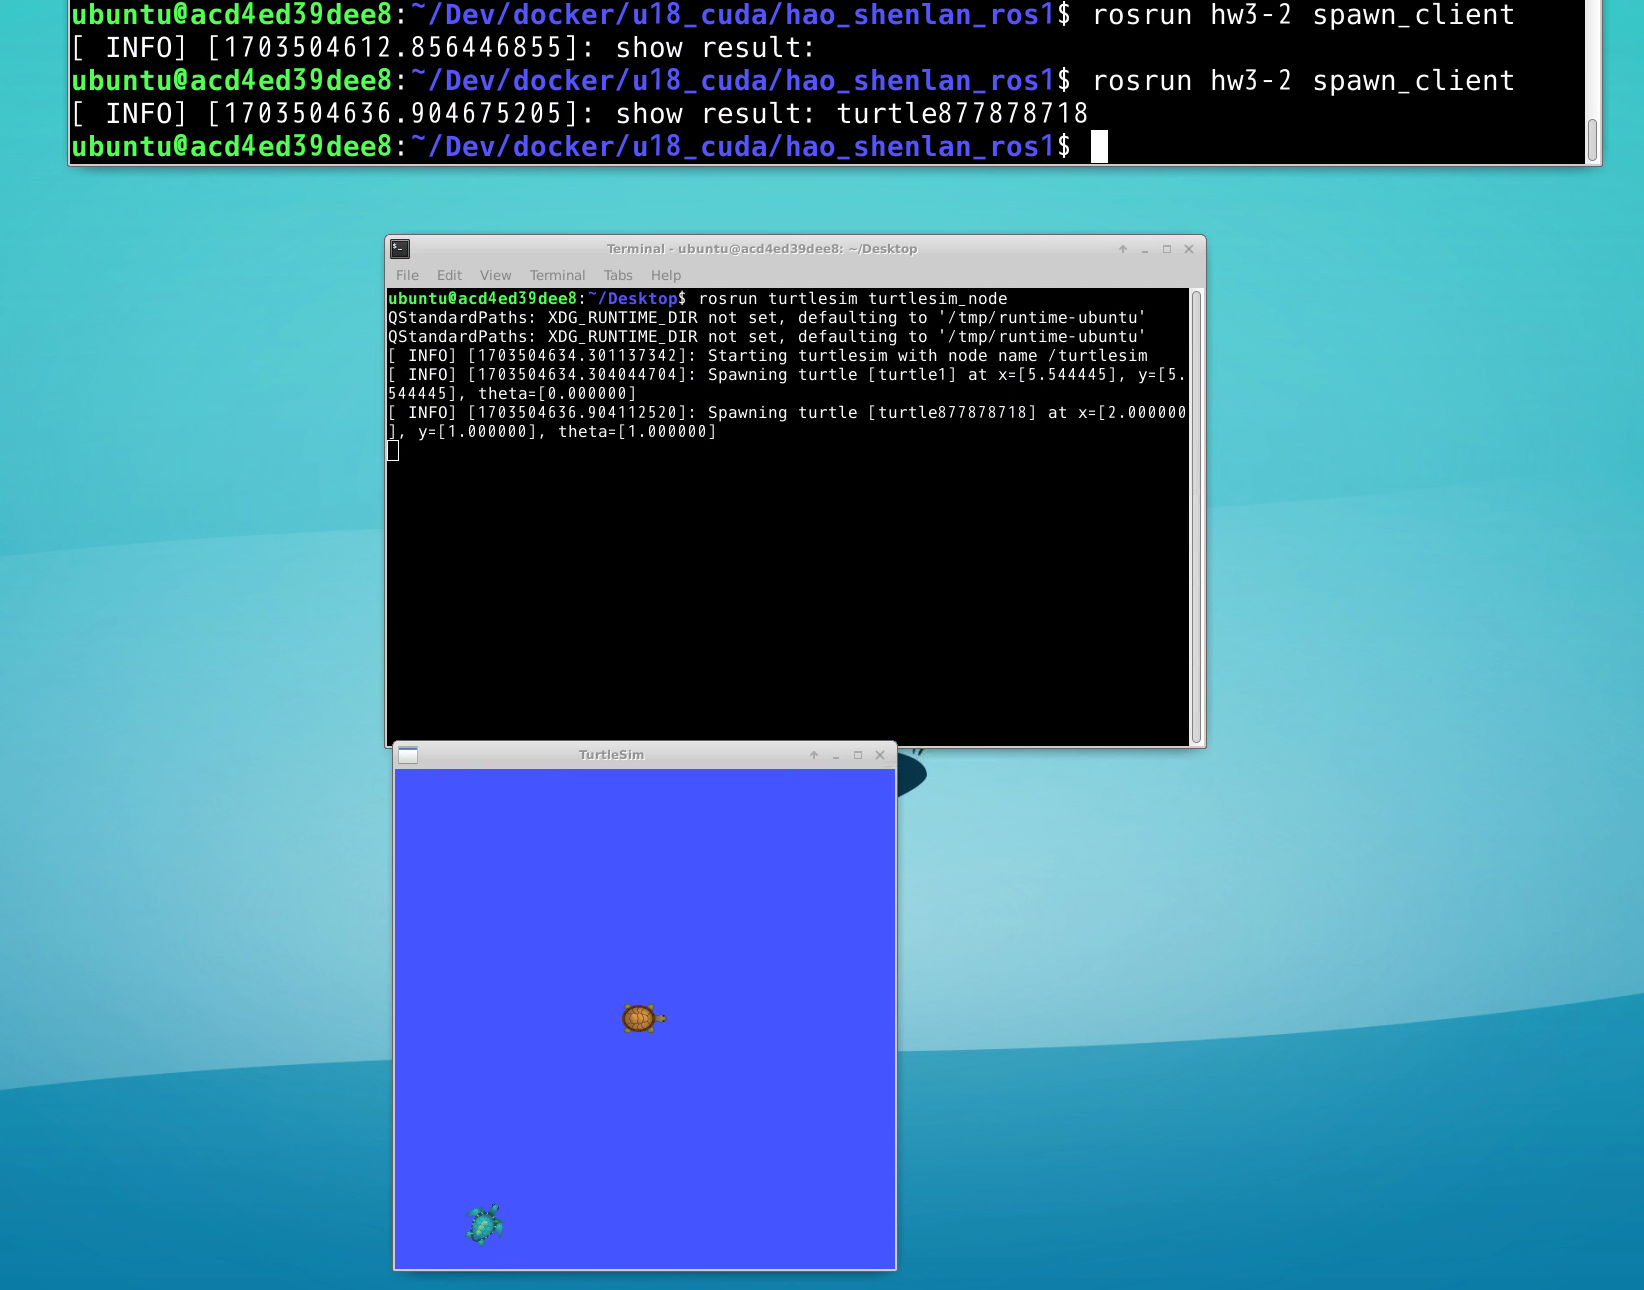 ubuntu@acd4ed39dee8:~/Dev/docker/u18_cuda/hao_shenlan_ros1$ rosrun hw3-2 spawn_client
[ INFO] [1703504612.856446855]: show result:
ubuntu@acd4ed39dee8:~/Dev/docker/u18_cuda/hao_shenlan_ros1$ rosrun hw3-2 spawn_client
[ INFO] [1703504636.904675205]: show result: turtle877878718
ubuntu@acd4ed39dee8:~/Dev/docker/u18_cuda/hao_shenlan_ros1$
Terminal - ubuntu@acd4ed39dee8: ~/Desktop
File Edit View Terminal Tabs Help
ubuntu@acd4ed39dee8:~/Desktop$ rosrun turtlesim turtlesim_node
QStandardPaths: XDG_RUNTIME_DIR not set, defaulting to '/tmp/runtime-ubuntu'
QStandardPaths: XDG_RUNTIME_DIR not set, defaulting to '/tmp/runtime-ubuntu'
[ INFO] [1703504634.301137342]: Starting turtlesim with node name /turtlesim
[ INFO] [1703504634.304044704]: Spawning turtle [turtle1] at x=[5.544445], y=[5.
544445], theta=[0.000000]
[ INFO] [1703504636.904112520]: Spawning turtle [turtle877878718] at x=[2.000000
], y=[1.000000], theta=[1.000000]
TurtleSim